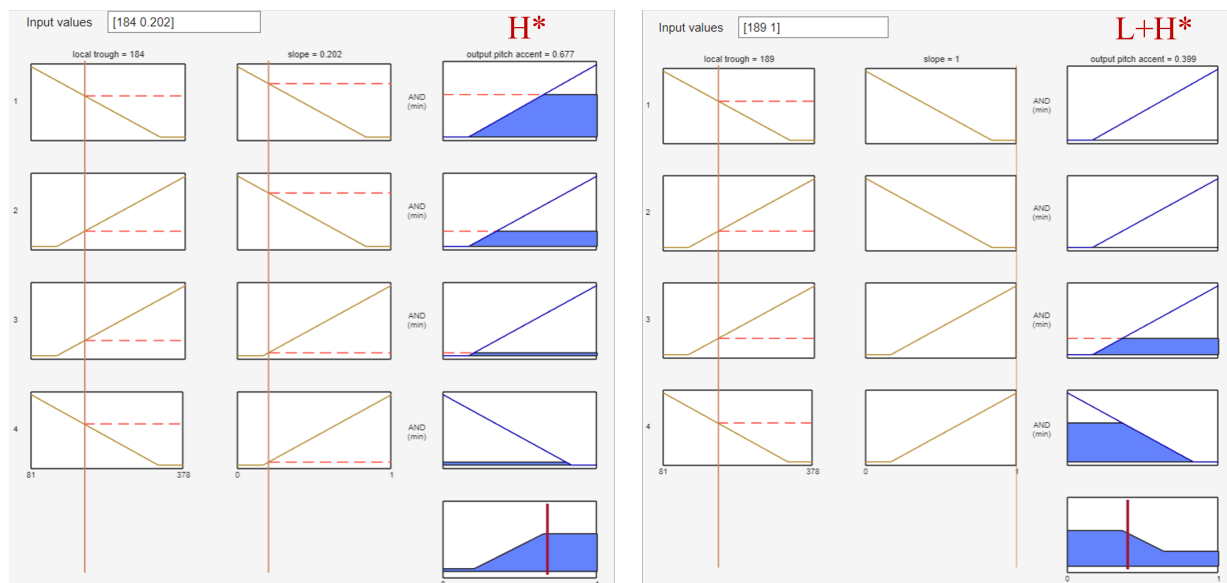 Input values [184 0.202] H*
local trough = 184 slope = 0.202 output pitch accent = 0.677
1 AND
(min)
2 AND
(min)
3 AND
(min)
4 AND
(min)
81 378 0 1
0 1
Input values [189 1] L+H*
local trough = 189 slope = 1 output pitch accent = 0.399
1 AND
(min)
2 AND
(min)
3 AND
(min)
4 AND
(min)
81 378 0 1
0 1